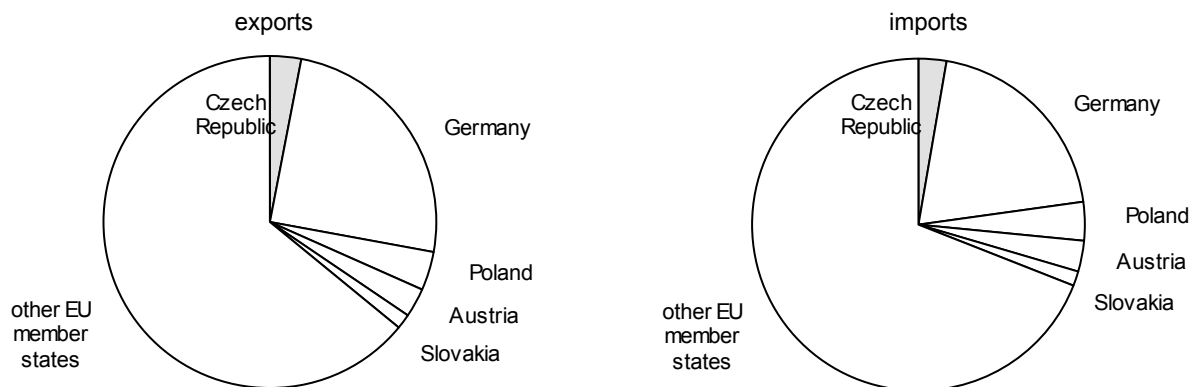 exports
Czech
Republic
Germany
Poland
Austria
Slovakia
other EU
member
states
imports
Czech
Republic
Germany
Poland
Austria
Slovakia
other EU
member
states